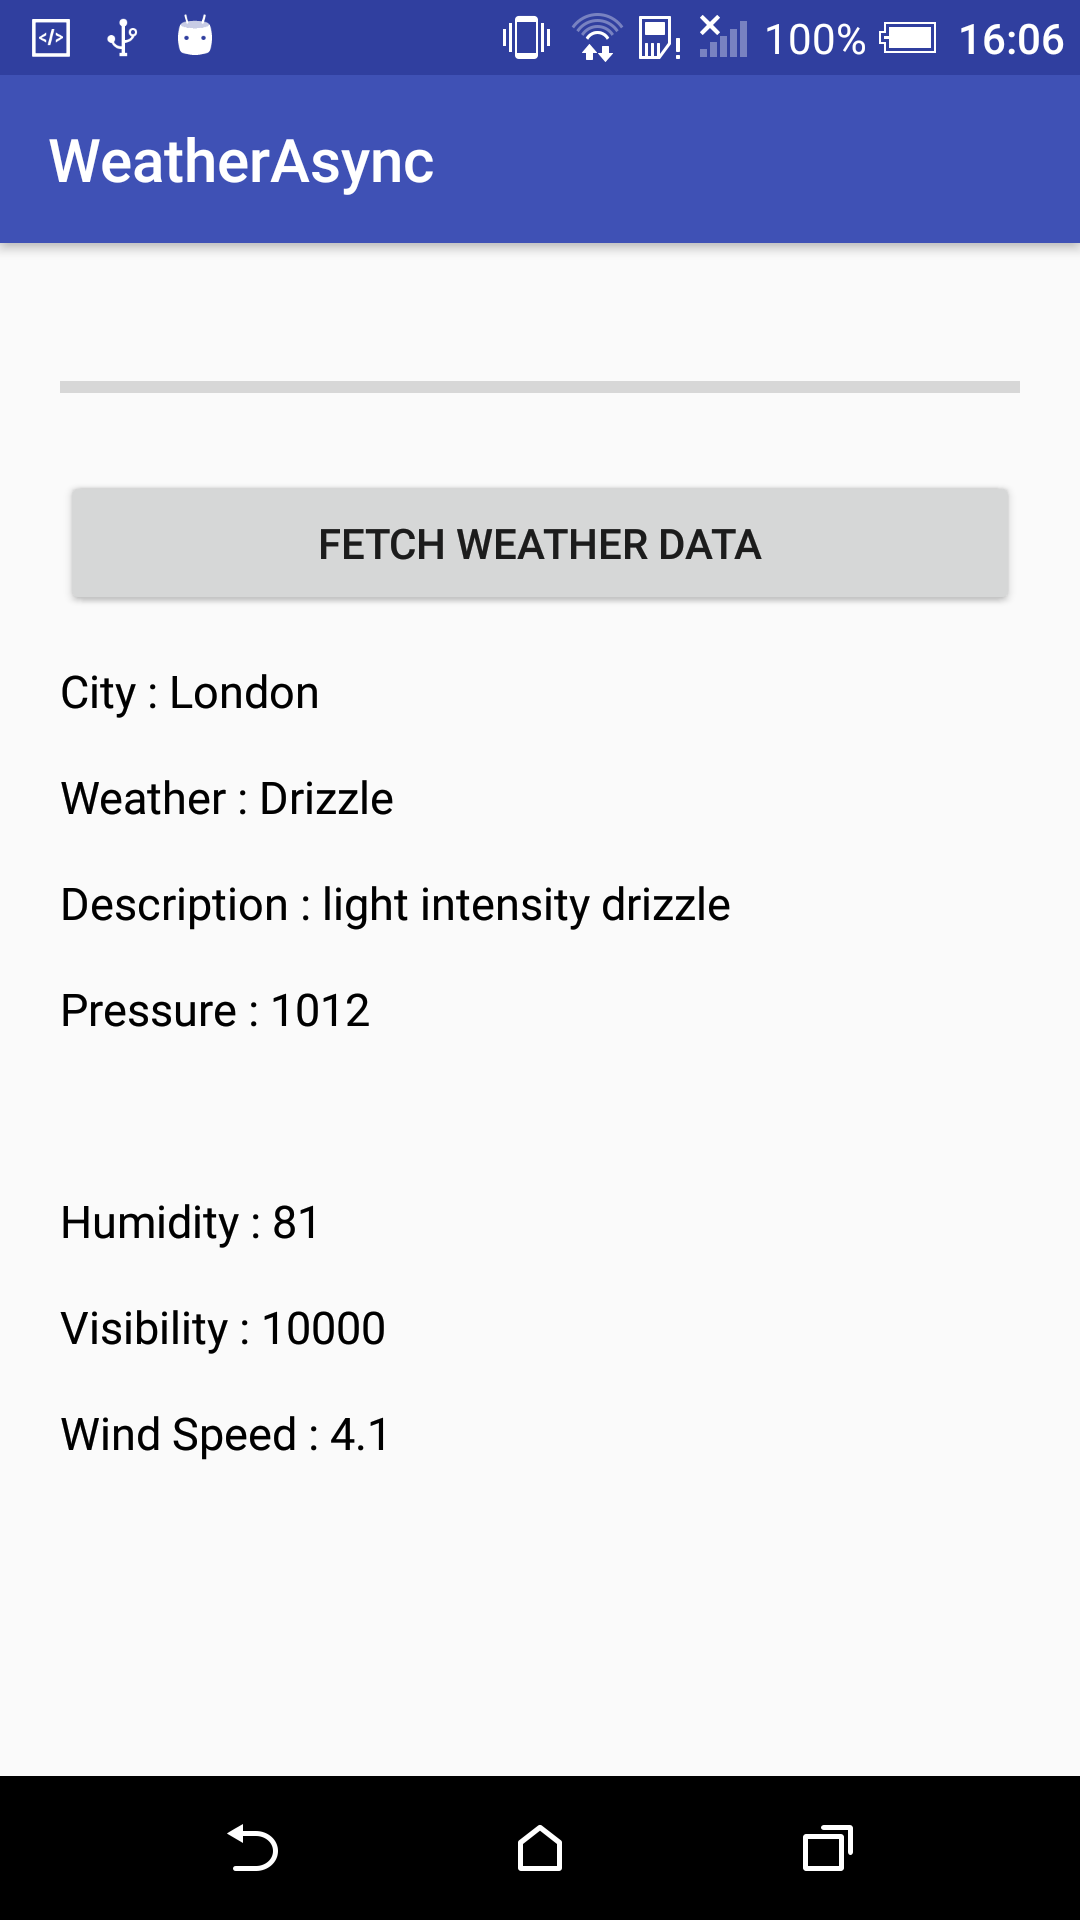 100% 16:06
WeatherAsync
FETCH WEATHER DATA
City : London
Weather : Drizzle
Description : light intensity drizzle
Pressure : 1012
Humidity : 81
Visibility : 10000
Wind Speed : 4.1